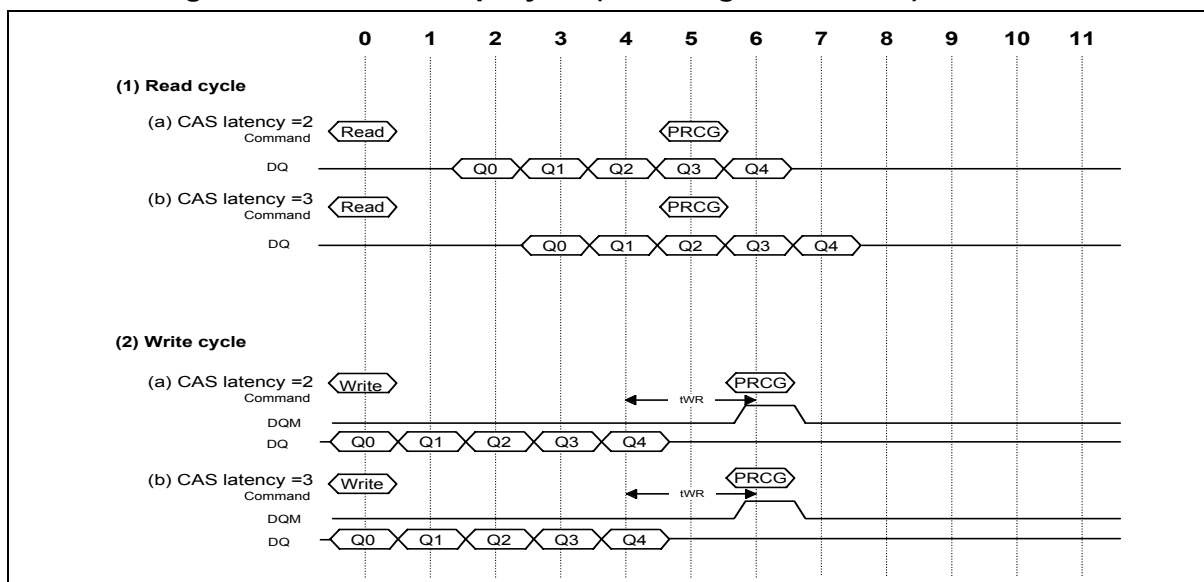 0 1 2 3 4 5 6 7 8 9 10 11
(1) Read cycle
(a) CAS latency =2
Command
Read PRCG
DQ Q0 Q1 Q2 Q3 Q4
(b) CAS latency =3
Command
Read PRCG
DQ Q0 Q1 Q2 Q3 Q4
(2) Write cycle
(a) CAS latency =2
Command
Write PRCG
tWR
DQM
DQ Q0 Q1 Q2 Q3 Q4
(b) CAS latency =3
Command
Write PRCG
tWR
DQM
DQ Q0 Q1 Q2 Q3 Q4